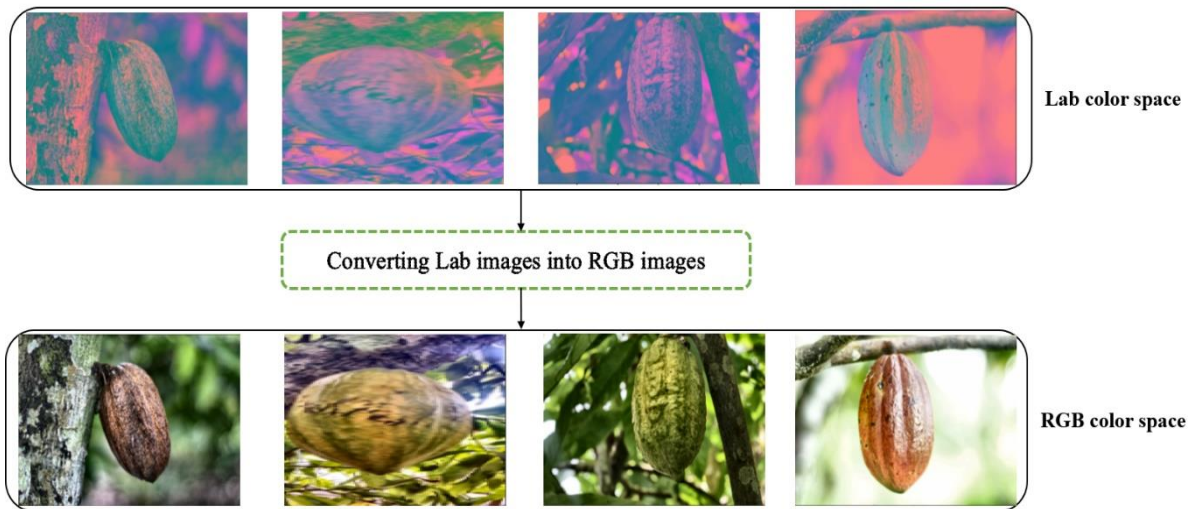 Lab color space
Converting Lab images into RGB images
RGB color space